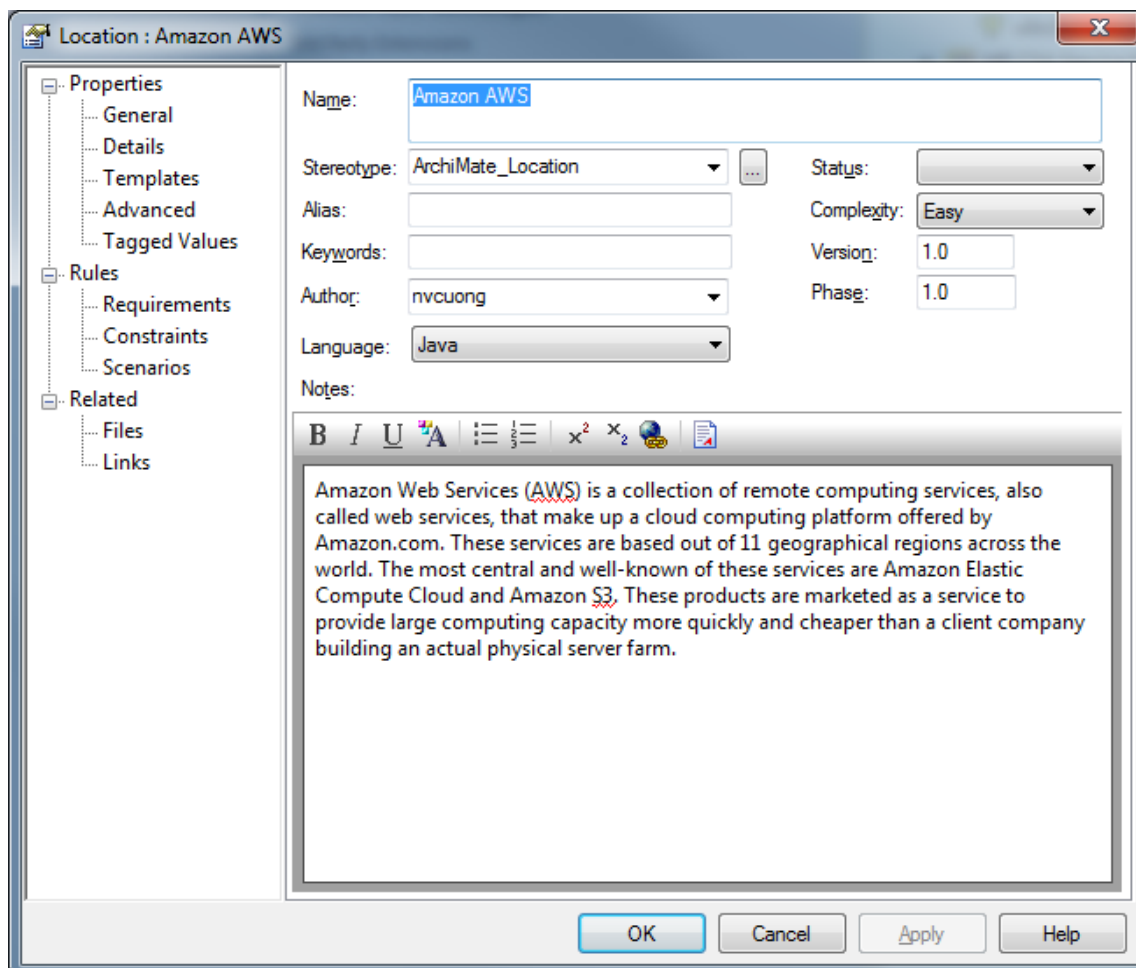 Location : Amazon AWS
Properties
General
Details
Templates
Advanced
Tagged Values
Rules
Requirements
Constraints
Scenarios
Related
Files
Links
Name: Amazon AWS
Stereotype: ArchiMate_Location ... Status:
Alias: Complexity: Easy
Keywords: Version: 1.0
Author: nvcuong Phase: 1.0
Language: Java
Notes:
B I U A x² x₂
Amazon Web Services (AWS) is a collection of remote computing services, also
called web services, that make up a cloud computing platform offered by
Amazon.com. These services are based out of 11 geographical regions across the
world. The most central and well-known of these services are Amazon Elastic
Compute Cloud and Amazon S3. These products are marketed as a service to
provide large computing capacity more quickly and cheaper than a client company
building an actual physical server farm.
OK Cancel Apply Help